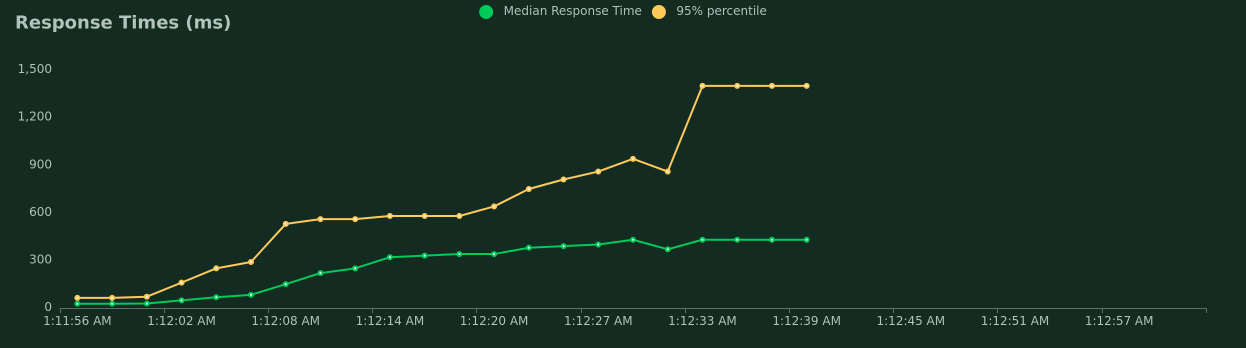 Response Times (ms)
Median Response Time
95% percentile
1,500
1,200
900
600
300
0
1:11:56 AM
1:12:02 AM
1:12:08 AM
1:12:14 AM
1:12:20 AM
1:12:27 AM
1:12:33 AM
1:12:39 AM
1:12:45 AM
1:12:51 AM
1:12:57 AM